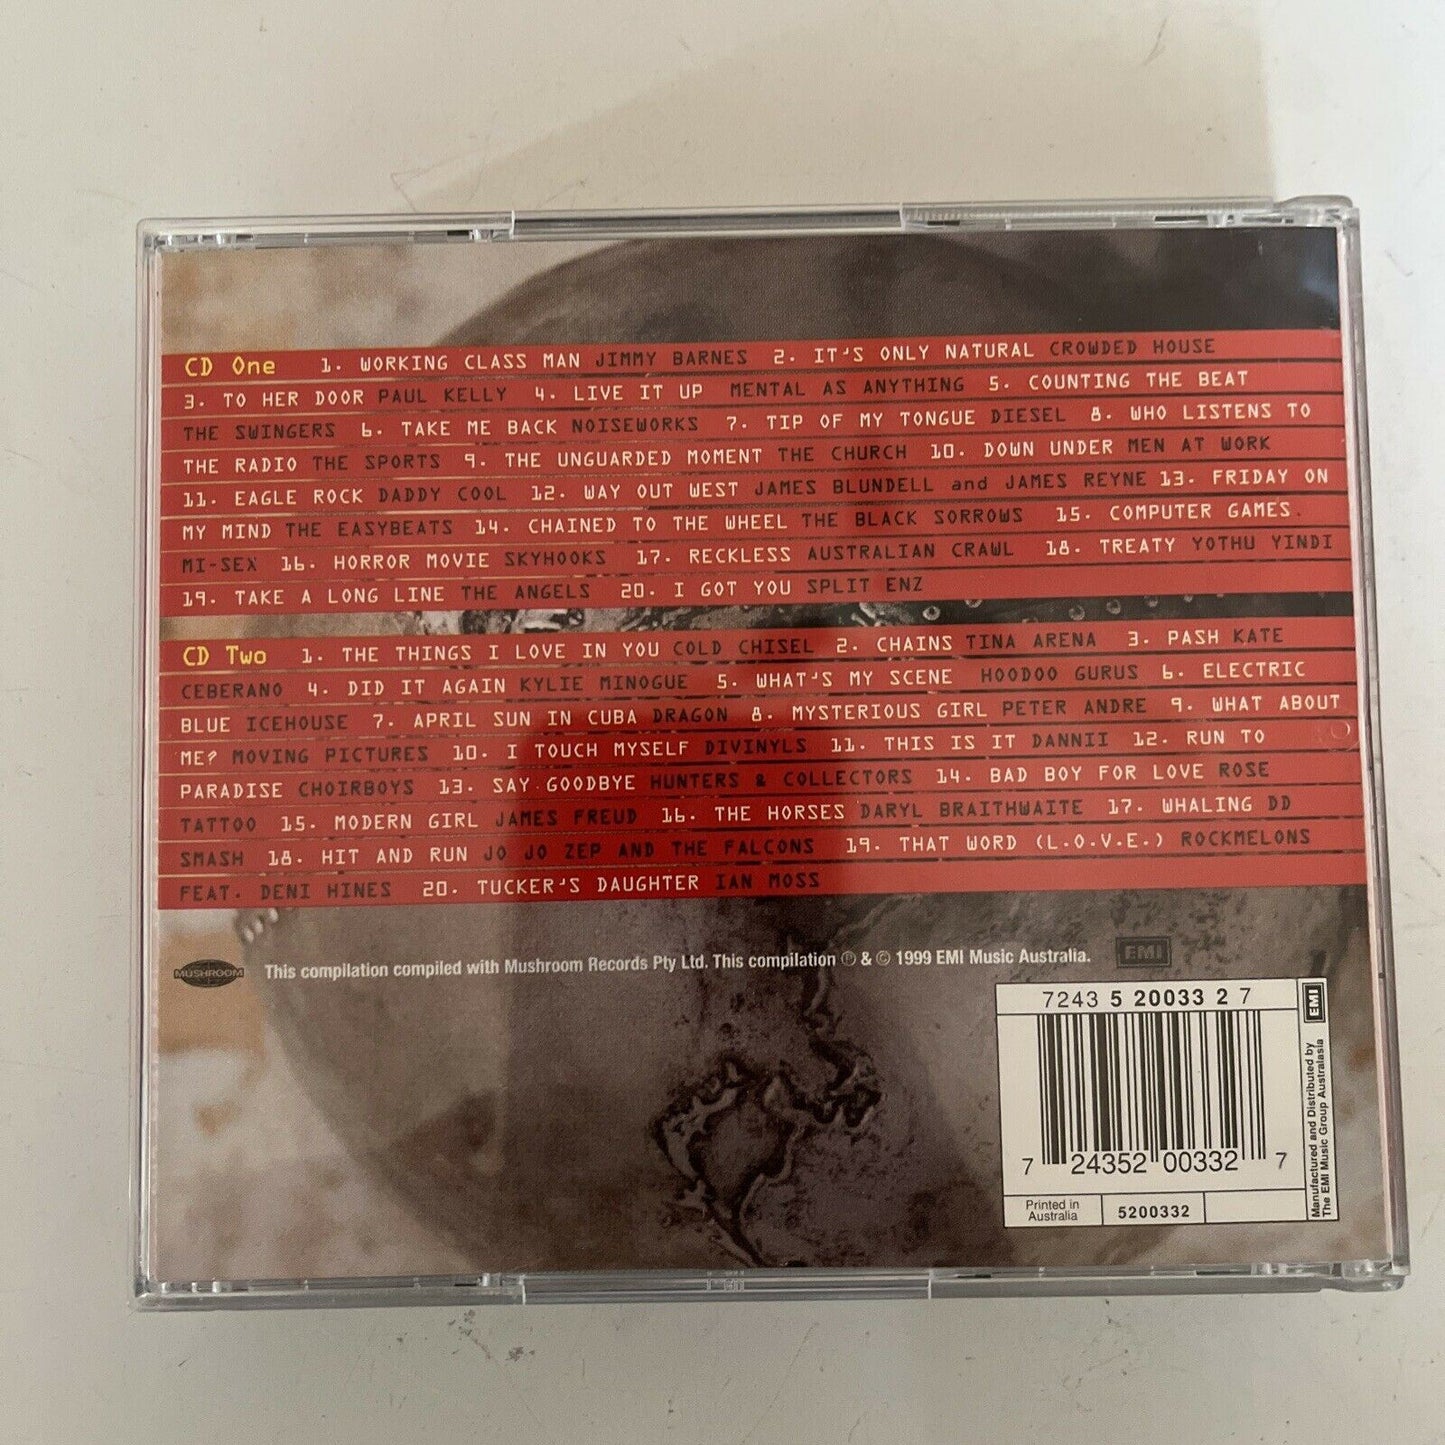 CD One 1. WORKING CLASS MAN JIMMY BARNES 2. IT'S ONLY NATURAL CROWDED HOUSE
3. TO HER DOOR PAUL KELLY 4. LIVE IT UP MENTAL AS ANYTHING 5. COUNTING THE BEAT
THE SWINGERS 6. TAKE ME BACK NOISEWORKS 7. TIP OF MY TONGUE DIESEL 8. WHO LISTENS TO
THE RADIO THE SPORTS 9. THE UNGUARDED MOMENT THE CHURCH 10. DOWN UNDER MEN AT WORK
11. EAGLE ROCK DADDY COOL 12. WAY OUT WEST JAMES BLUNDELL and JAMES REYNE 13. FRIDAY ON
MY MIND THE EASYBEATS 14. CHAINED TO THE WHEEL THE BLACK SORROWS 15. COMPUTER GAMES
MI-SEX 16. HORROR MOVIE SKYHOOKS 17. RECKLESS AUSTRALIAN CRAWL 18. TREATY YOTHU YINDI
19. TAKE A LONG LINE THE ANGELS 20. I GOT YOU SPLIT ENZ
CD Two 1. THE THINGS I LOVE IN YOU COLD CHISEL 2. CHAINS TINA ARENA 3. PASH KATE
CEBERANO 4. DID IT AGAIN KYLIE MINOGUE 5. WHAT'S MY SCENE HOODOO GURUS 6. ELECTRIC
BLUE ICEHOUSE 7. APRIL SUN IN CUBA DRAGON 8. MYSTERIOUS GIRL PETER ANDRE 9. WHAT ABOUT
ME? MOVING PICTURES 10. I TOUCH MYSELF DIVINYLS 11. THIS IS IT DANNII 12. RUN TO
PARADISE CHOIRBOYS 13. SAY GOODBYE HUNTERS & COLLECTORS 14. BAD BOY FOR LOVE ROSE
TATTOO 15. MODERN GIRL JAMES FREUD 16. THE HORSES DARYL BRAITHWAITE 17. WHALING DD
SMASH 18. HIT AND RUN JO JO ZEP AND THE FALCONS 19. THAT WORD (L.O.V.E.) ROCKMELONS
FEAT. DENI HINES 20. TUCKER'S DAUGHTER IAN MOSS
MUSHROOM
This compilation compiled with Mushroom Records Pty Ltd. This compilation ℗ & © 1999 EMI Music Australia.
EMI
7243 5 20033 2 7
7 24352 00332 7
Printed in
Australia
5200332
EMI
Manufactured and Distributed by
The EMI Music Group Australasia